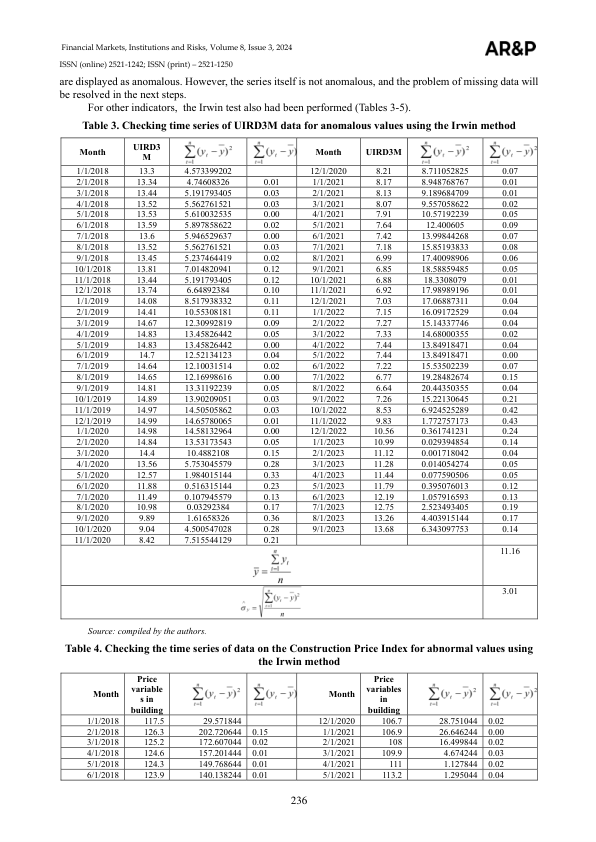 Financial Markets, Institutions and Risks, Volume 8, Issue 3, 2024
AR&P
ISSN (online) 2521-1242; ISSN (print) – 2521-1250
are displayed as anomalous. However, the series itself is not anomalous, and the problem of missing data will
be resolved in the next steps.
For other indicators,  the Irwin test also had been performed (Tables 3-5).
Table 3. Checking time series of UIRD3M data for anomalous values using the Irwin method
Month UIRD3M ∑(y_t − ȳ)² ∑(y_t − ȳ) Month UIRD3M ∑(y_t − ȳ)² ∑(y_t − ȳ)²
1/1/2018 13.3 4.573399202 12/1/2020 8.21 8.711052825 0.07
2/1/2018 13.34 4.74608326 0.01 1/1/2021 8.17 8.948768767 0.01
3/1/2018 13.44 5.191793405 0.03 2/1/2021 8.13 9.189684709 0.01
4/1/2018 13.52 5.562761521 0.03 3/1/2021 8.07 9.557058622 0.02
5/1/2018 13.53 5.610032535 0.00 4/1/2021 7.91 10.57192239 0.05
6/1/2018 13.59 5.897858622 0.02 5/1/2021 7.64 12.400605 0.09
7/1/2018 13.6 5.946529637 0.00 6/1/2021 7.42 13.99844268 0.07
8/1/2018 13.52 5.562761521 0.03 7/1/2021 7.18 15.85193833 0.08
9/1/2018 13.45 5.237464419 0.02 8/1/2021 6.99 17.40098906 0.06
10/1/2018 13.81 7.014820941 0.12 9/1/2021 6.85 18.58859485 0.05
11/1/2018 13.44 5.191793405 0.12 10/1/2021 6.88 18.3308079 0.01
12/1/2018 13.74 6.64892384 0.10 11/1/2021 6.92 17.98989196 0.01
1/1/2019 14.08 8.517938332 0.11 12/1/2021 7.03 17.06887311 0.04
2/1/2019 14.41 10.55308181 0.11 1/1/2022 7.15 16.09172529 0.04
3/1/2019 14.67 12.30992819 0.09 2/1/2022 7.27 15.14337746 0.04
4/1/2019 14.83 13.45826442 0.05 3/1/2022 7.33 14.68000355 0.02
5/1/2019 14.83 13.45826442 0.00 4/1/2022 7.44 13.84918471 0.04
6/1/2019 14.7 12.52134123 0.04 5/1/2022 7.44 13.84918471 0.00
7/1/2019 14.64 12.10031514 0.02 6/1/2022 7.22 15.53502239 0.07
8/1/2019 14.65 12.16998616 0.00 7/1/2022 6.77 19.28482674 0.15
9/1/2019 14.81 13.31192239 0.05 8/1/2022 6.64 20.44350355 0.04
10/1/2019 14.89 13.90209051 0.03 9/1/2022 7.26 15.22130645 0.21
11/1/2019 14.97 14.50505862 0.03 10/1/2022 8.53 6.924525289 0.42
12/1/2019 14.99 14.65780065 0.01 11/1/2022 9.83 1.772757173 0.43
1/1/2020 14.98 14.58132964 0.00 12/1/2022 10.56 0.361741231 0.24
2/1/2020 14.84 13.53173543 0.05 1/1/2023 10.99 0.029394854 0.14
3/1/2020 14.4 10.4882108 0.15 2/1/2023 11.12 0.001718042 0.04
4/1/2020 13.56 5.753045579 0.28 3/1/2023 11.28 0.014054274 0.05
5/1/2020 12.57 1.984015144 0.33 4/1/2023 11.44 0.077590506 0.05
6/1/2020 11.88 0.516315144 0.23 5/1/2023 11.79 0.395076013 0.12
7/1/2020 11.49 0.107945579 0.13 6/1/2023 12.19 1.057916593 0.13
8/1/2020 10.98 0.03292384 0.17 7/1/2023 12.75 2.523493405 0.19
9/1/2020 9.89 1.61658326 0.36 8/1/2023 13.26 4.403915144 0.17
10/1/2020 9.04 4.500547028 0.28 9/1/2023 13.68 6.343097753 0.14
11/1/2020 8.42 7.515544129 0.21
ȳ = ∑y_t / n 11.16
σ̂_y = √(∑(y_t − ȳ)² / n) 3.01
Source: compiled by the authors.
Table 4. Checking the time series of data on the Construction Price Index for abnormal values using
the Irwin method
Month Price variables in building ∑(y_t − ȳ)² ∑(y_t − ȳ) Month Price variables in building ∑(y_t − ȳ)² ∑(y_t − ȳ)²
1/1/2018 117.5 29.571844 12/1/2020 106.7 28.751044 0.02
2/1/2018 126.3 202.720644 0.15 1/1/2021 106.9 26.646244 0.00
3/1/2018 125.2 172.607044 0.02 2/1/2021 108 16.499844 0.02
4/1/2018 124.6 157.201444 0.01 3/1/2021 109.9 4.674244 0.03
5/1/2018 124.3 149.768644 0.01 4/1/2021 111 1.127844 0.02
6/1/2018 123.9 140.138244 0.01 5/1/2021 113.2 1.295044 0.04
236